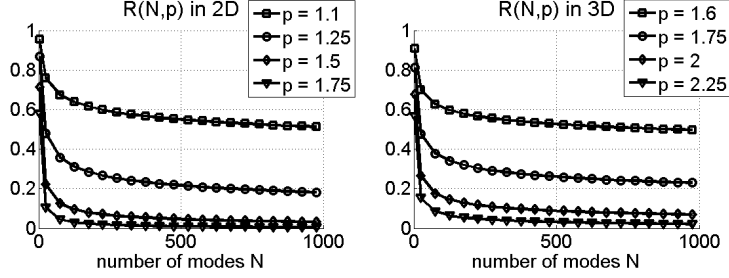 R(N,p) in 2D
p = 1.1
p = 1.25
p = 1.5
p = 1.75
1
0.8
0.6
0.4
0.2
0
0
500
1000
number of modes N
R(N,p) in 3D
p = 1.6
p = 1.75
p = 2
p = 2.25
1
0.8
0.6
0.4
0.2
0
0
500
1000
number of modes N